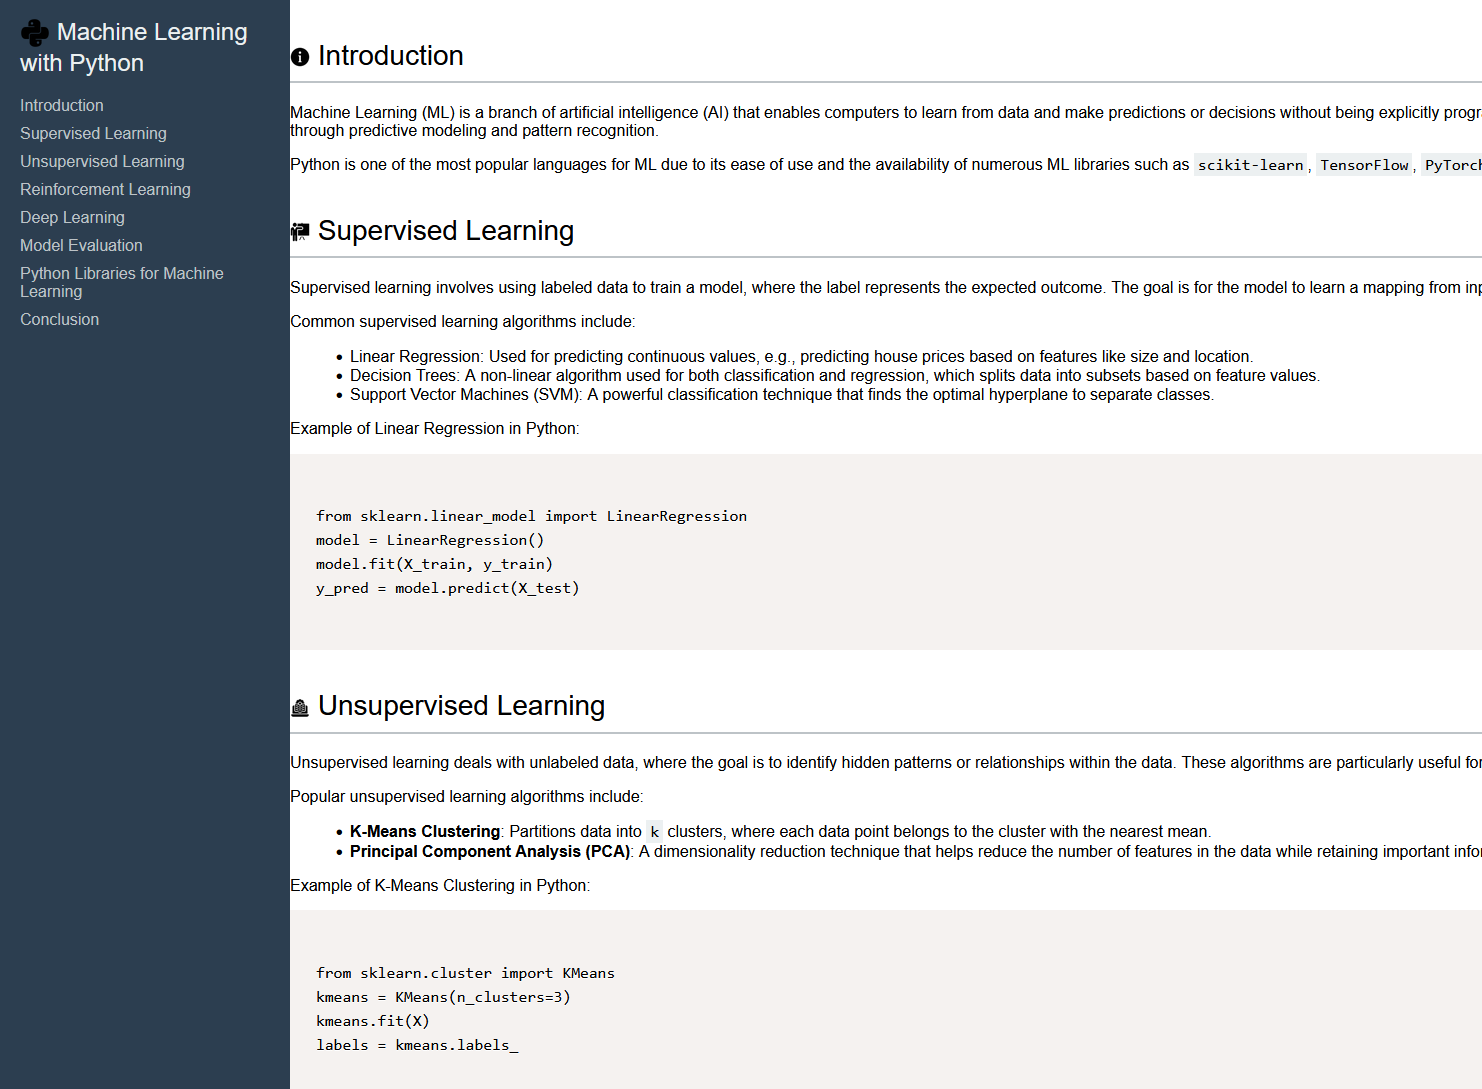 Machine Learning
with Python
Introduction
Supervised Learning
Unsupervised Learning
Reinforcement Learning
Deep Learning
Model Evaluation
Python Libraries for Machine
Learning
Conclusion
Introduction
Machine Learning (ML) is a branch of artificial intelligence (AI) that enables computers to learn from data and make predictions or decisions without being explicitly
through predictive modeling and pattern recognition.
Python is one of the most popular languages for ML due to its ease of use and the availability of numerous ML libraries such as scikit-learn, TensorFlow,
Supervised Learning
Supervised learning involves using labeled data to train a model, where the label represents the expected outcome. The goal is for the model to learn a mapping from
Common supervised learning algorithms include:
• Linear Regression: Used for predicting continuous values, e.g., predicting house prices based on features like size and location.
• Decision Trees: A non-linear algorithm used for both classification and regression, which splits data into subsets based on feature values.
• Support Vector Machines (SVM): A powerful classification technique that finds the optimal hyperplane to separate classes.
Example of Linear Regression in Python:
from sklearn.linear_model import LinearRegression
model = LinearRegression()
model.fit(X_train, y_train)
y_pred = model.predict(X_test)
Unsupervised Learning
Unsupervised learning deals with unlabeled data, where the goal is to identify hidden patterns or relationships within the data. These algorithms are particularly useful
Popular unsupervised learning algorithms include:
• K-Means Clustering: Partitions data into k clusters, where each data point belongs to the cluster with the nearest mean.
• Principal Component Analysis (PCA): A dimensionality reduction technique that helps reduce the number of features in the data while retaining important
Example of K-Means Clustering in Python:
from sklearn.cluster import KMeans
kmeans = KMeans(n_clusters=3)
kmeans.fit(X)
labels = kmeans.labels_